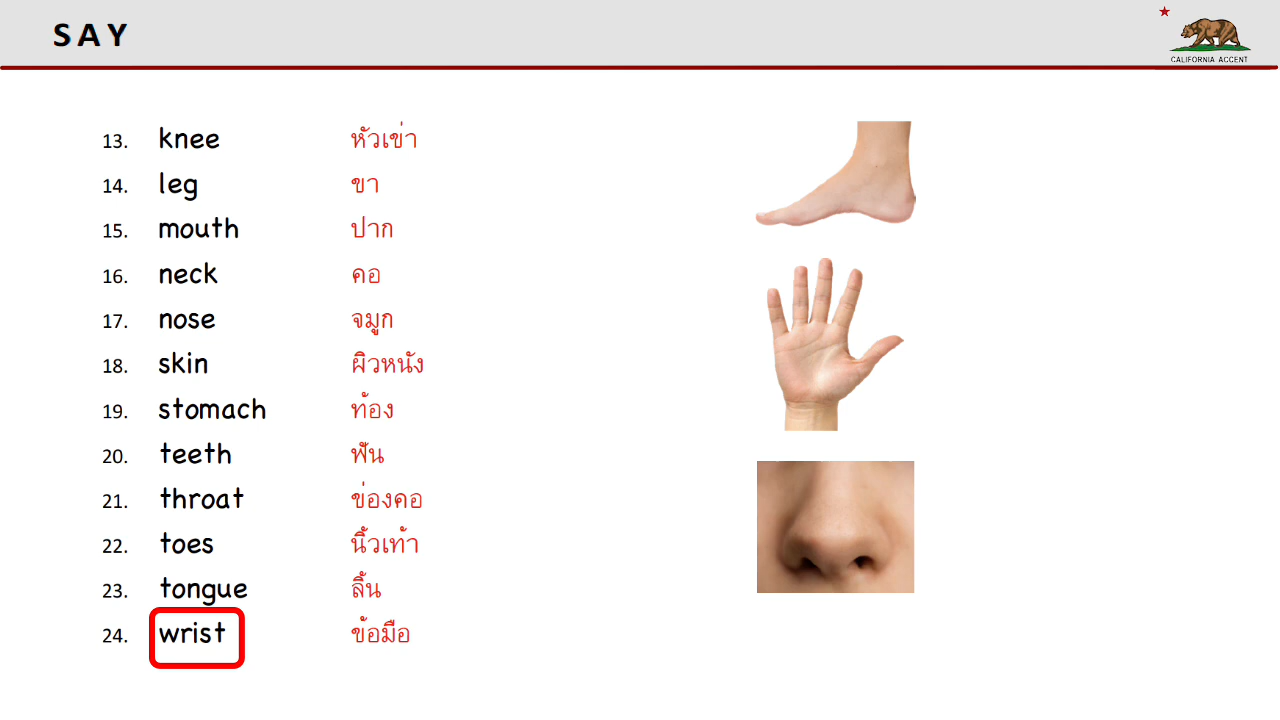 SAY
CALIFORNIA ACCENT
13. knee หัวเข่า
14. leg ขา
15. mouth ปาก
16. neck คอ
17. nose จมูก
18. skin ผิวหนัง
19. stomach ท้อง
20. teeth ฟัน
21. throat ข่องคอ
22. toes นิ้วเท้า
23. tongue ลิ้น
24. wrist ข้อมือ